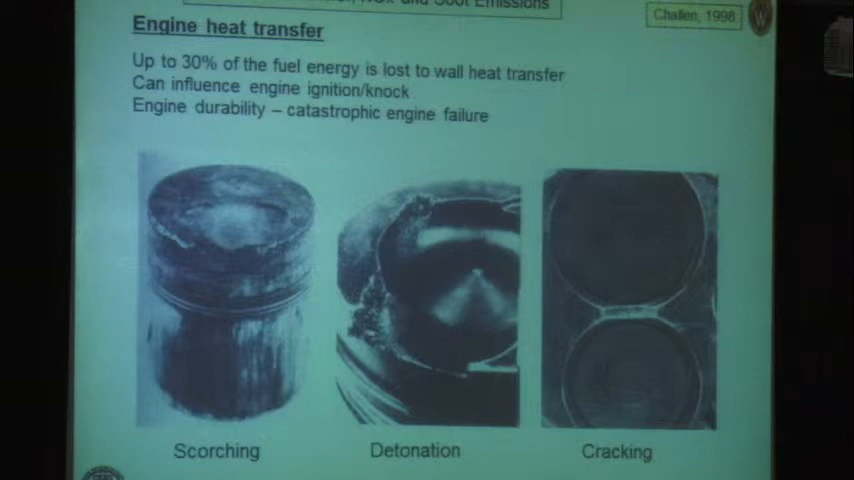 and Soot Emissions
Challen, 1998
Engine heat transfer
Up to 30% of the fuel energy is lost to wall heat transfer
Can influence engine ignition/knock
Engine durability – catastrophic engine failure
Scorching
Detonation
Cracking